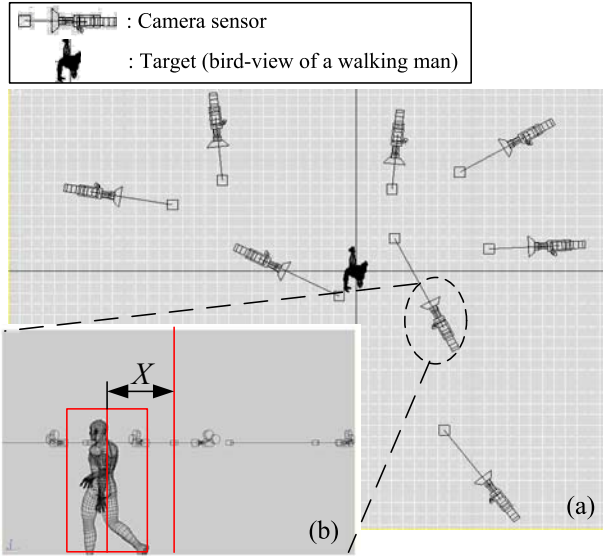 : Camera sensor
: Target (bird-view of a walking man)
X
(b)
(a)